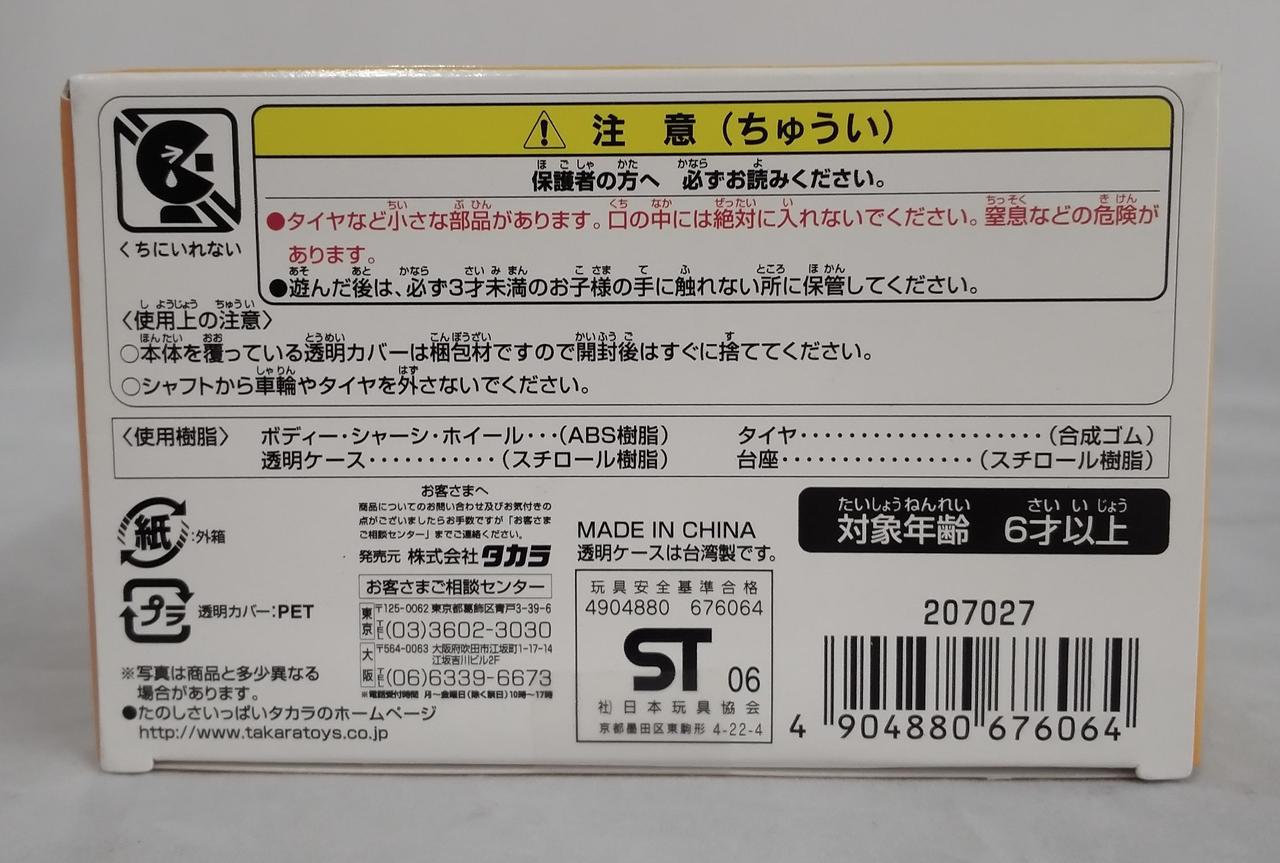 くちにいれない
注 意（ちゅうい）
保護者の方へ 必ずお読みください。
●タイヤなど小さな部品があります。口の中には絶対に入れないでください。窒息などの危険が
あります。
●遊んだ後は、必ず3才未満のお子様の手に触れない所に保管してください。
〈使用上の注意〉
○本体を覆っている透明カバーは梱包材ですので開封後はすぐに捨ててください。
○シャフトから車輪やタイヤを外さないでください。
〈使用樹脂〉 ボディー・シャーシ・ホイール・・・（ABS樹脂） タイヤ・・・・・・・・・・・・・・・・・・・・・（合成ゴム）
透明ケース・・・・・・・・・・・（スチロール樹脂） 台座・・・・・・・・・・・・・・・・（スチロール樹脂）
紙:外箱
プラ 透明カバー:PET
※写真は商品と多少異なる
場合があります。
●たのしさいっぱいタカラのホームページ
http://www.takaratoys.co.jp
お客さまへ
商品についてのお問い合わせ及びお気付きの
点がございましたらお手数ですが「お客さま
ご相談センター」までご連絡ください。
発売元 株式会社タカラ
お客さまご相談センター
東京 〒125-0062 東京都葛飾区青戸3-39-6
TEL(03)3602-3030
大阪 〒564-0063 大阪府吹田市江坂町1-17-14
江坂吉川ビル2F
TEL(06)6339-6673
※電話受付時間 月〜金曜日（除く祭日）10時〜17時
MADE IN CHINA
透明ケースは台湾製です。
玩具安全基準合格
4904880 676064
ST 06
社）日本玩具協会
京都墨田区東駒形 4-22-4
たいしょうねんれい さいいじょう
対象年齢 6才以上
207027
4 904880 676064